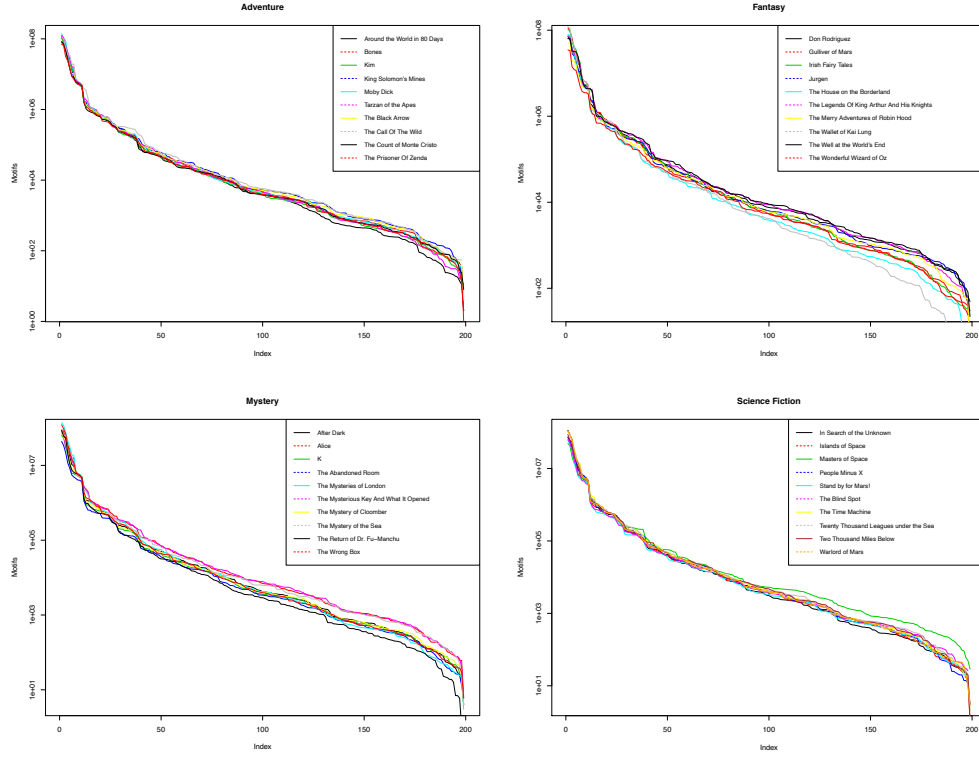 Adventure
Motifs
1e+08
1e+06
1e+04
1e+02
1e+00
Around the World in 80 Days
Bones
Kim
King Solomon's Mines
Moby Dick
Tarzan of the Apes
The Black Arrow
The Call Of The Wild
The Count of Monte Cristo
The Prisoner Of Zenda
0 50 100 150 200
Index
Fantasy
Motifs
1e+08
1e+06
1e+04
1e+02
Don Rodriguez
Gulliver of Mars
Irish Fairy Tales
Jurgen
The House on the Borderland
The Legends Of King Arthur And His Knights
The Merry Adventures of Robin Hood
The Wallet of Kai Lung
The Well at the World's End
The Wonderful Wizard of Oz
0 50 100 150 200
Index
Mystery
Motifs
1e+07
1e+05
1e+03
1e+01
After Dark
Alice
K
The Abandoned Room
The Mysteries of London
The Mysterious Key And What It Opened
The Mystery of Cloomber
The Mystery of the Sea
The Return of Dr. Fu−Manchu
The Wrong Box
0 50 100 150 200
Index
Science Fiction
Motifs
1e+07
1e+05
1e+03
1e+01
In Search of the Unknown
Islands of Space
Masters of Space
People Minus X
Stand by for Mars!
The Blind Spot
The Time Machine
Twenty Thousand Leagues under the Sea
Two Thousand Miles Below
Warlord of Mars
0 50 100 150 200
Index